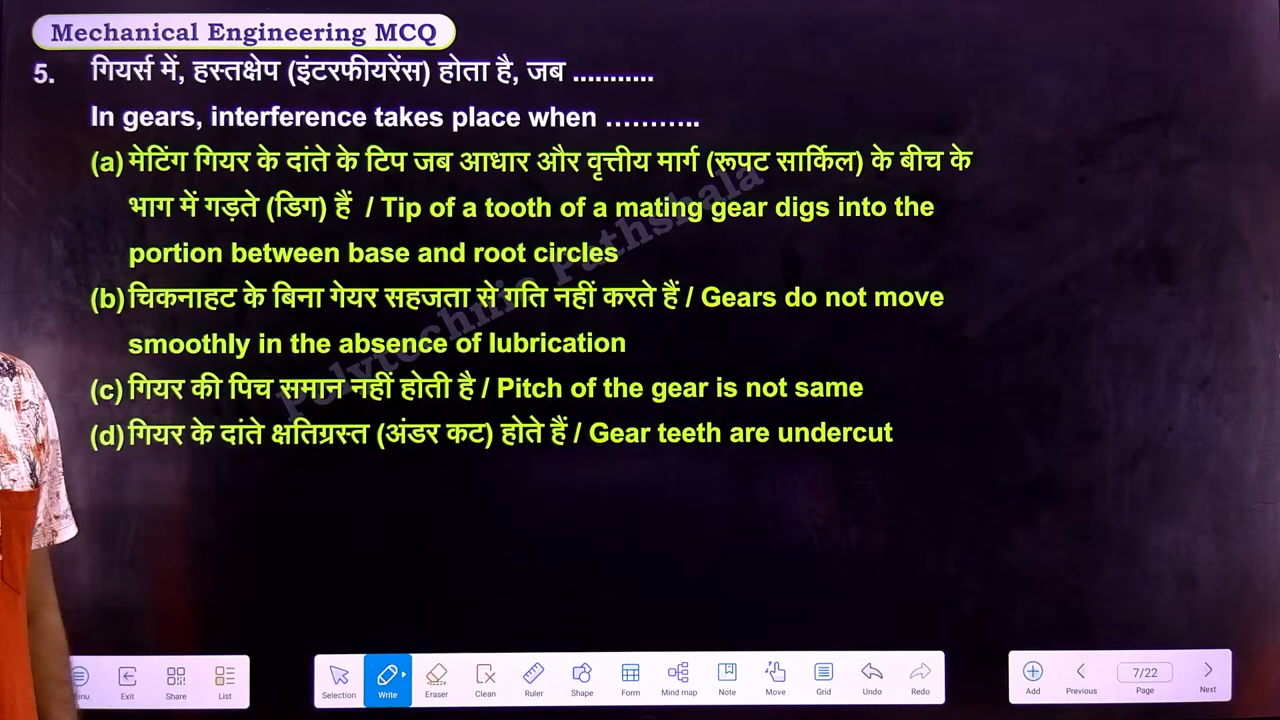 Mechanical Engineering MCQ
5. गियर्स में, हस्तक्षेप (इंटरफीयरेंस) होता है, जब ...........
In gears, interference takes place when ………..
(a) मेटिंग गियर के दांते के टिप जब आधार और वृत्तीय मार्ग (रूपट सार्किल) के बीच के
भाग में गड़ते (डिग) हैं / Tip of a tooth of a mating gear digs into the
portion between base and root circles
(b) चिकनाहट के बिना गेयर सहजता से गति नहीं करते हैं / Gears do not move
smoothly in the absence of lubrication
(c) गियर की पिच समान नहीं होती है / Pitch of the gear is not same
(d) गियर के दांते क्षतिग्रस्त (अंडर कट) होते हैं / Gear teeth are undercut
Polytechnic Pathshala
Exit Share List
Selection Write Eraser Clean Ruler Shape Form Mind map Note Move Grid Undo Redo
Add Previous 7/22 Page Next